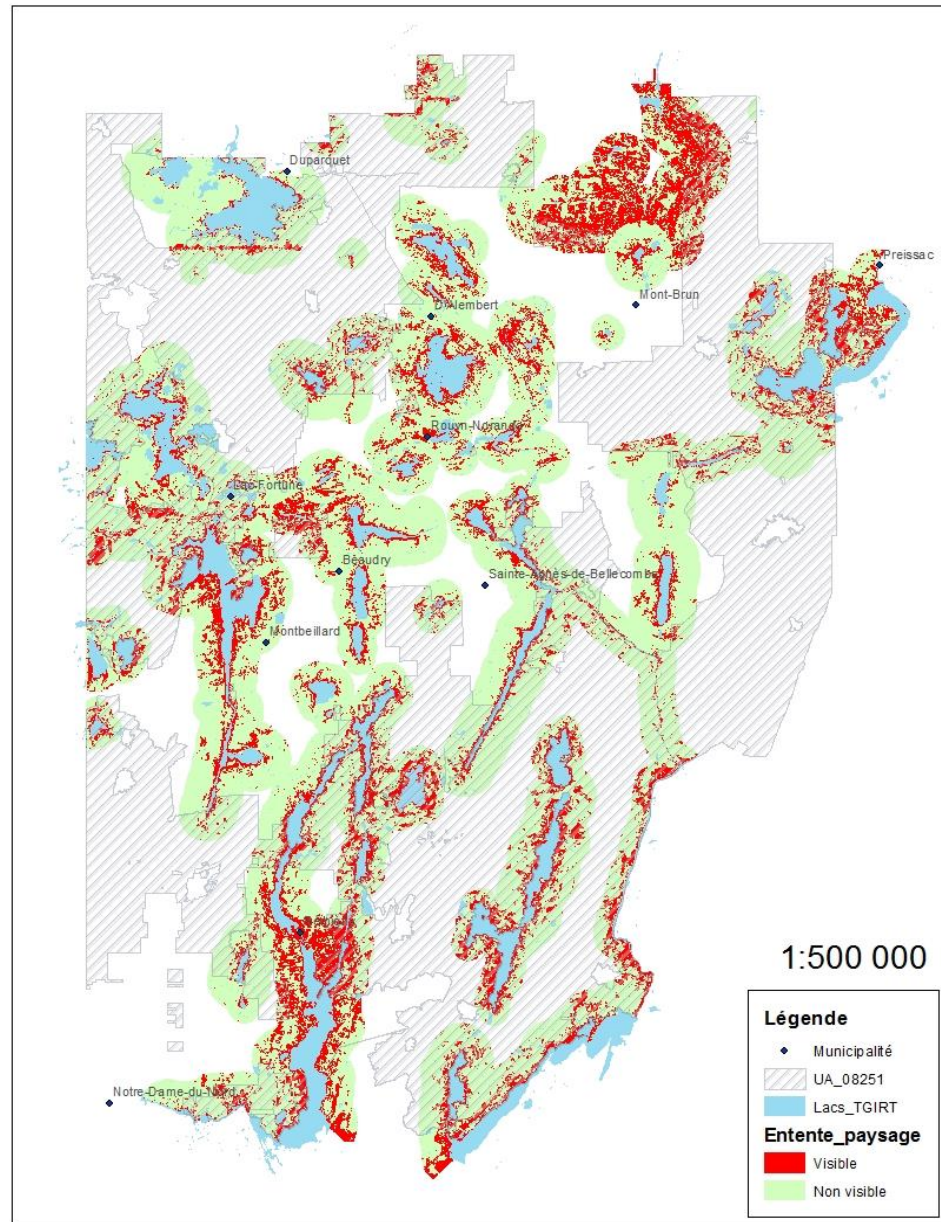 Duparquet
Preissac
Mont-Brun
D'Alembert
Rouyn-Noranda
Lac-Fortune
Béaudry
Sainte-Agnès-de-Bellecombe
Montbeillard
1:500 000
Légende
Municipalité
UA_08251
Lacs_TGIRT
Entente_paysage
Visible
Non visible
Notre-Dame-du-Nord